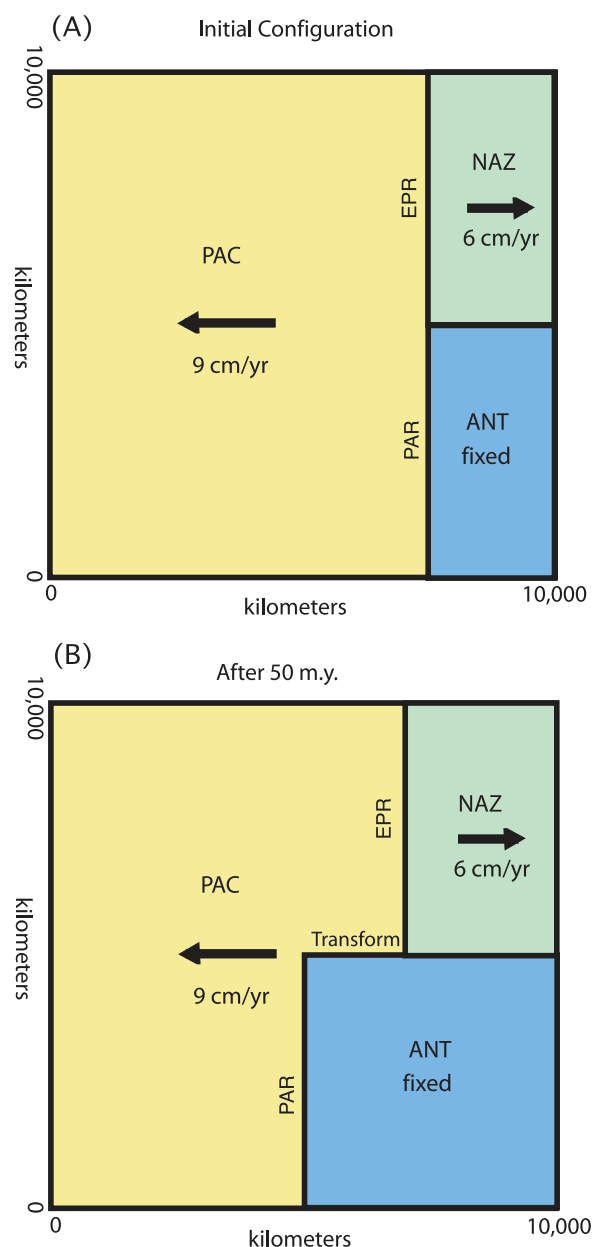 (A)
Initial Configuration
10,000
kilometers
0
PAC
9 cm/yr
EPR
PAR
NAZ
6 cm/yr
ANT
fixed
0
10,000
kilometers
(B)
After 50 m.y.
10,000
kilometers
0
PAC
9 cm/yr
EPR
Transform
PAR
NAZ
6 cm/yr
ANT
fixed
0
10,000
kilometers